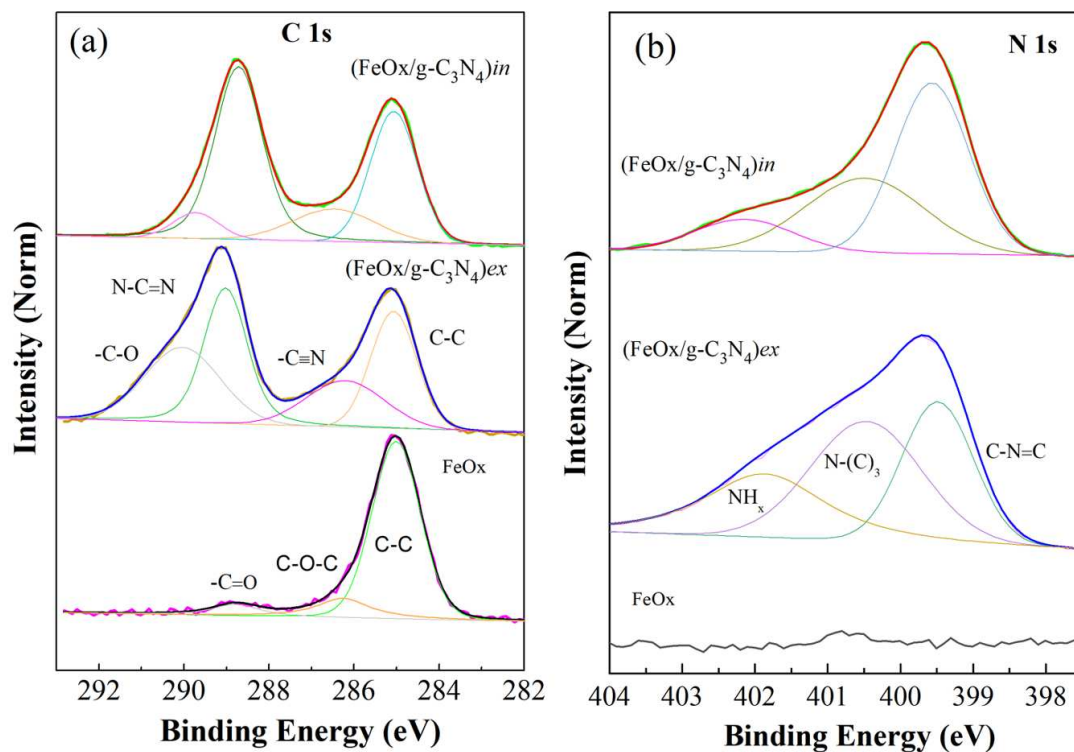 (a)
C 1s
(FeOx/g-C₃N₄)in
(FeOx/g-C₃N₄)ex
N-C=N
-C-O
-C≡N
C-C
FeOx
C-O-C
C-C
-C=O
292 290 288 286 284 282
Binding Energy (eV)
Intensity (Norm)
(b)
N 1s
(FeOx/g-C₃N₄)in
(FeOx/g-C₃N₄)ex
N-(C)₃
C-N=C
NHₓ
FeOx
404 403 402 401 400 399 398
Binding Energy (eV)
Intensity (Norm)